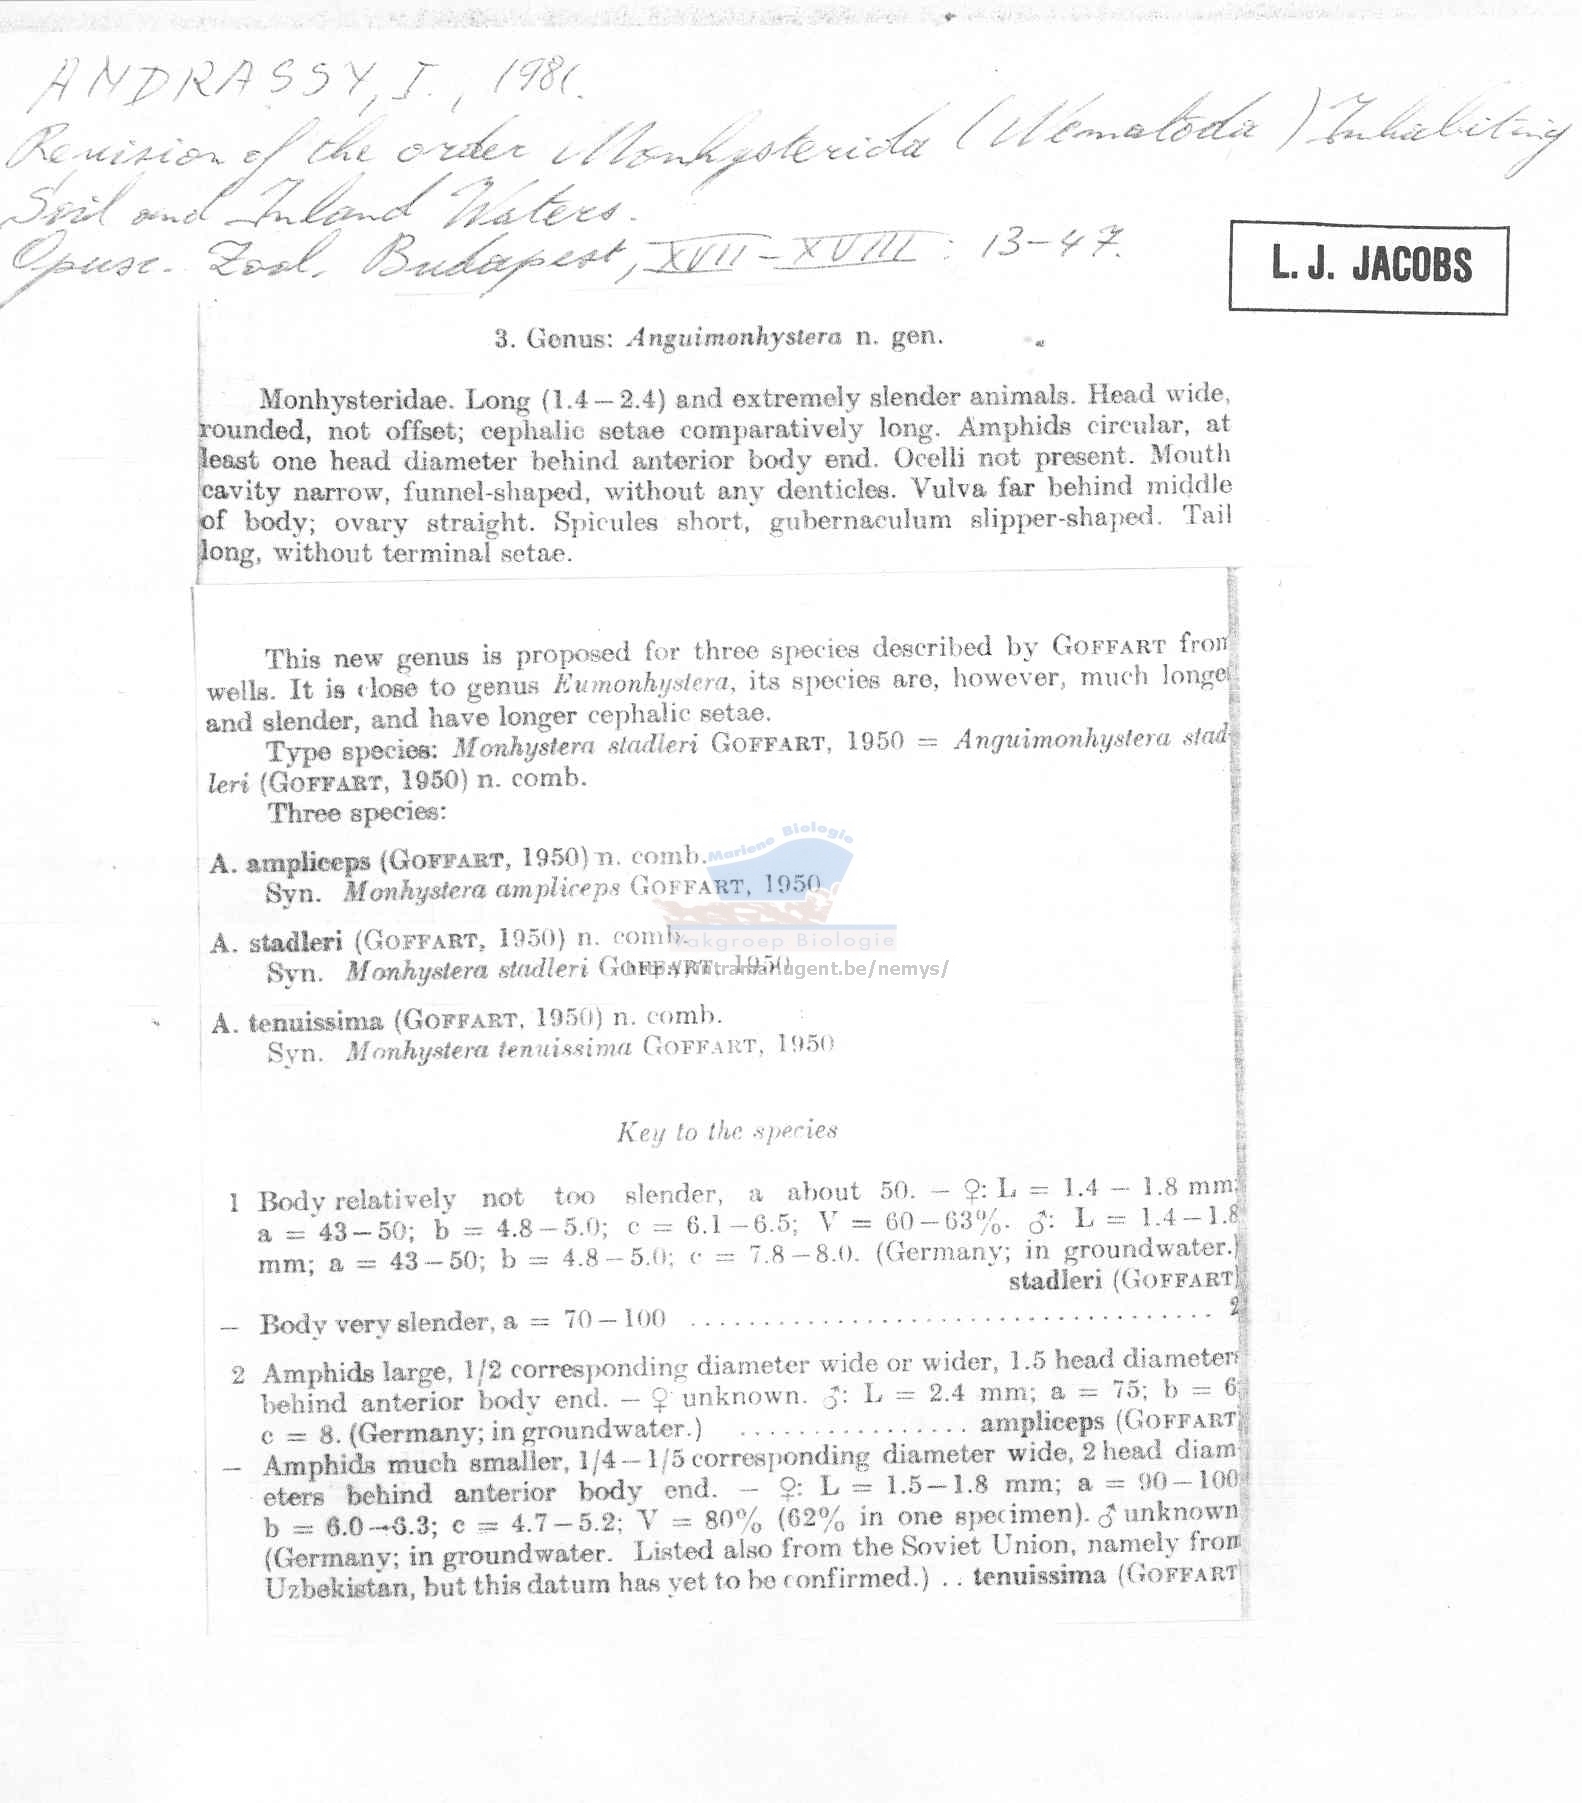 ANDRASSY, I., 1981.
Revision of the order Monhysterida (Nematoda) Inhabiting
Soil and Inland Waters.
Opusc. Zool. Budapest, XVII – XVIII : 13–47.
L. J. JACOBS
3. Genus: Anguimonhystera n. gen.
Monhysteridae. Long (1.4 – 2.4) and extremely slender animals. Head wide,
rounded, not offset; cephalic setae comparatively long. Amphids circular, at
least one head diameter behind anterior body end. Ocelli not present. Mouth
cavity narrow, funnel-shaped, without any denticles. Vulva far behind middle
of body; ovary straight. Spicules short, gubernaculum slipper-shaped. Tail
long, without terminal setae.
This new genus is proposed for three species described by GOFFART from
wells. It is close to genus Eumonhystera, its species are, however, much longer
and slender, and have longer cephalic setae.
Type species: Monhystera stadleri GOFFART, 1950 = Anguimonhystera stad-
leri (GOFFART, 1950) n. comb.
Three species:
A. ampliceps (GOFFART, 1950) n. comb.
Syn. Monhystera ampliceps GOFFART, 1950
A. stadleri (GOFFART, 1950) n. comb.
Syn. Monhystera stadleri GOFFART, 1950
A. tenuissima (GOFFART, 1950) n. comb.
Syn. Monhystera tenuissima GOFFART, 1950
Mariene Biologie
Vakgroep Biologie
ugent.be/nemys/
Key to the species
1 Body relatively not too slender, a about 50. – ♀: L = 1.4 – 1.8 mm;
a = 43 – 50; b = 4.8 – 5.0; c = 6.1 – 6.5; V = 60 – 63%. ♂: L = 1.4 – 1.8
mm; a = 43 – 50; b = 4.8 – 5.0; c = 7.8 – 8.0. (Germany; in groundwater.)
stadleri (GOFFART)
– Body very slender, a = 70 – 100 .................................... 2
2 Amphids large, 1/2 corresponding diameter wide or wider, 1.5 head diameter
behind anterior body end. – ♀ unknown. ♂: L = 2.4 mm; a = 75; b = 6;
c = 8. (Germany; in groundwater.) ................ ampliceps (GOFFART)
– Amphids much smaller, 1/4 – 1/5 corresponding diameter wide, 2 head diam-
eters behind anterior body end. – ♀: L = 1.5 – 1.8 mm; a = 90 – 100
b = 6.0 – 6.3; c = 4.7 – 5.2; V = 80% (62% in one specimen). ♂ unknown
(Germany; in groundwater. Listed also from the Soviet Union, namely from
Uzbekistan, but this datum has yet to be confirmed.) .. tenuissima (GOFFART)